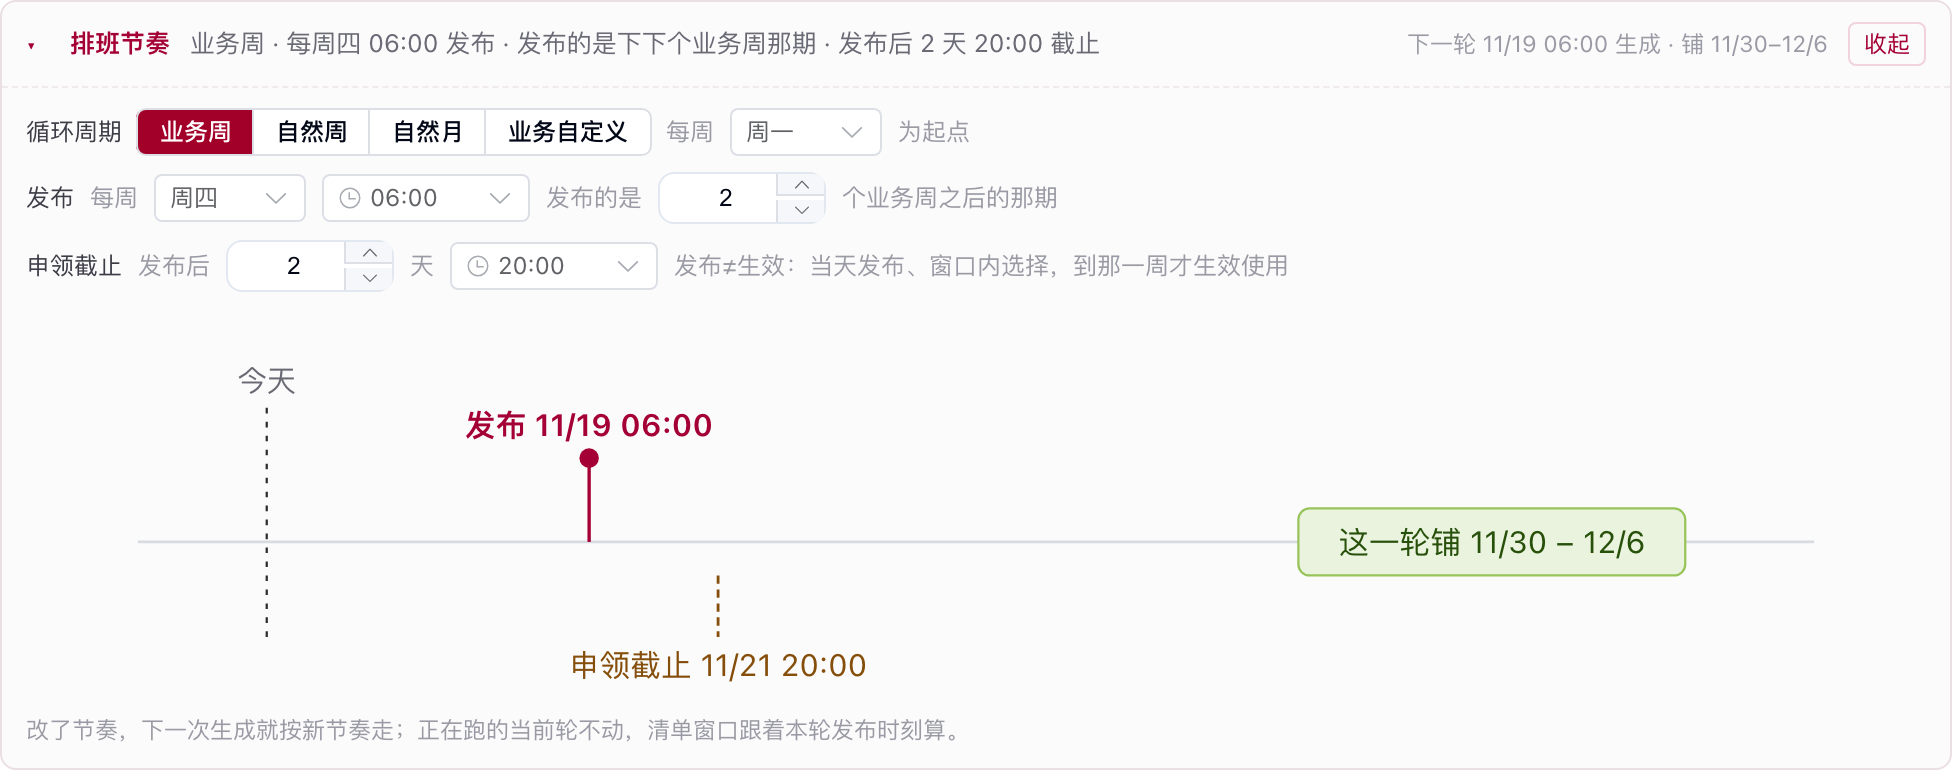 排班节奏 业务周 · 每周四 06:00 发布 · 发布的是下下个业务周那期 · 发布后 2 天 20:00 截止 下一轮 11/19 06:00 生成 · 铺 11/30–12/6 收起
循环周期 业务周 自然周 自然月 业务自定义 每周 周一 为起点
发布 每周 周四 06:00 发布的是 2 个业务周之后的那期
申领截止 发布后 2 天 20:00 发布≠生效：当天发布、窗口内选择，到那一周才生效使用
今天
发布 11/19 06:00
这一轮铺 11/30 – 12/6
申领截止 11/21 20:00
改了节奏，下一次生成就按新节奏走；正在跑的当前轮不动，清单窗口跟着本轮发布时刻算。